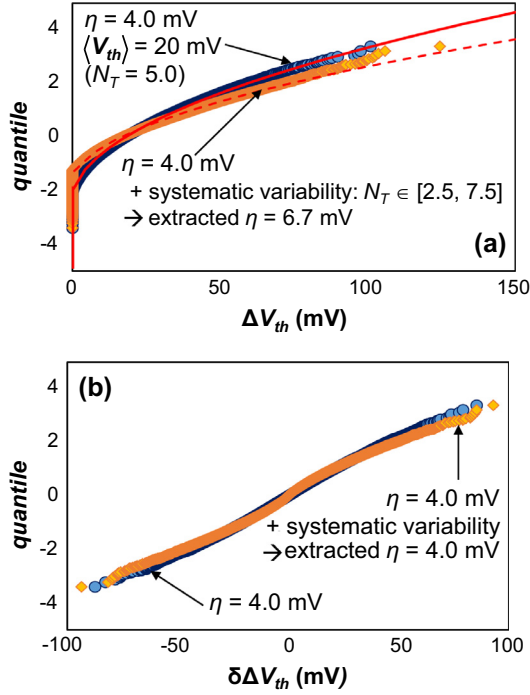 4
2
0
-2
-4
quantile
η = 4.0 mV
⟨Vth⟩ = 20 mV
(NT = 5.0)
η = 4.0 mV
+ systematic variability: NT ∈ [2.5, 7.5]
→ extracted η = 6.7 mV
(a)
0 50 100 150
ΔVth (mV)
(b)
4
2
0
-2
-4
quantile
η = 4.0 mV
+ systematic variability
→ extracted η = 4.0 mV
η = 4.0 mV
-100 -50 0 50 100
δΔVth (mV)